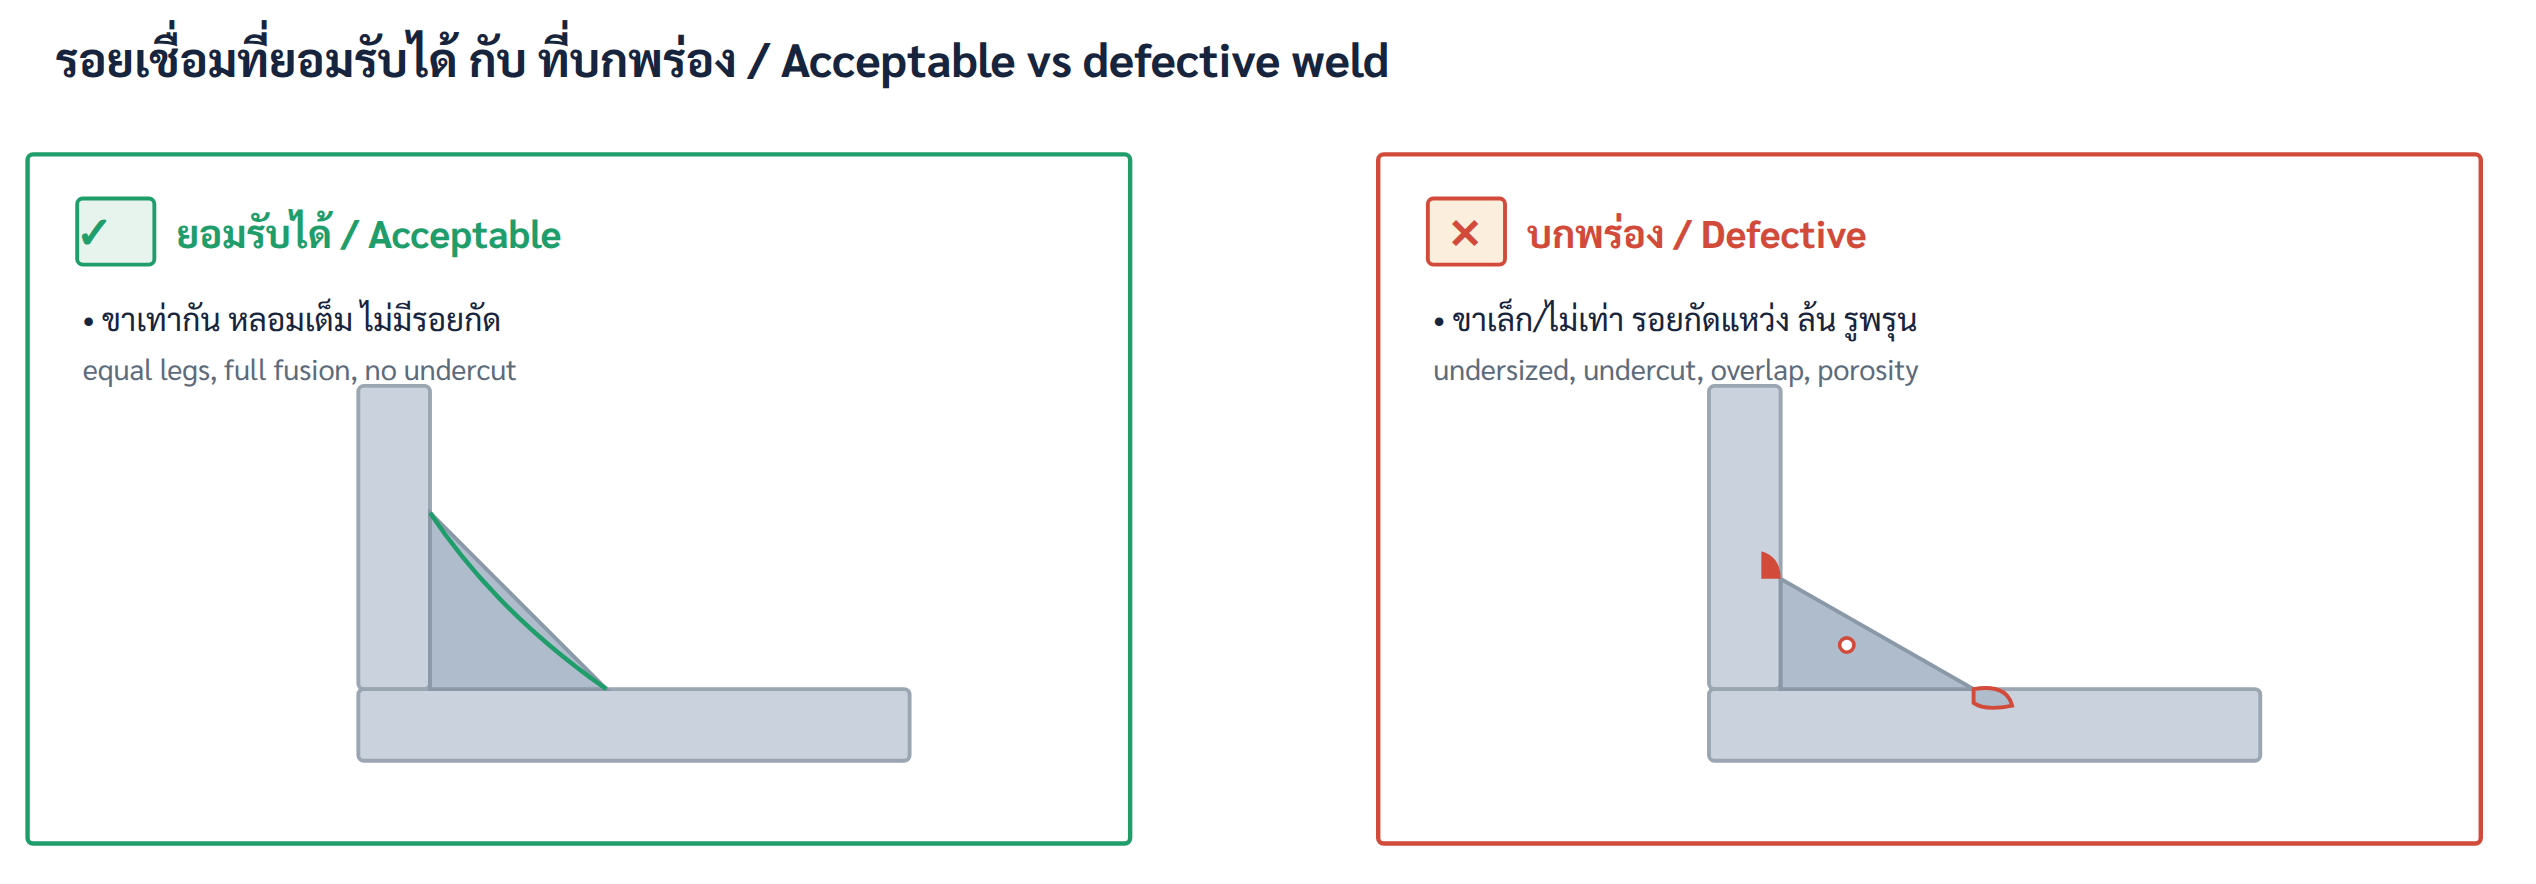 รอยเชื่อมที่ยอมรับได้ กับ ที่บกพร่อง / Acceptable vs defective weld
✓ ยอมรับได้ / Acceptable
• ขาเท่ากัน หลอมเต็ม ไม่มีรอยกัด
equal legs, full fusion, no undercut
✕ บกพร่อง / Defective
• ขาเล็ก/ไม่เท่า รอยกัดแหว่ง ล้น รูพรุน
undersized, undercut, overlap, porosity